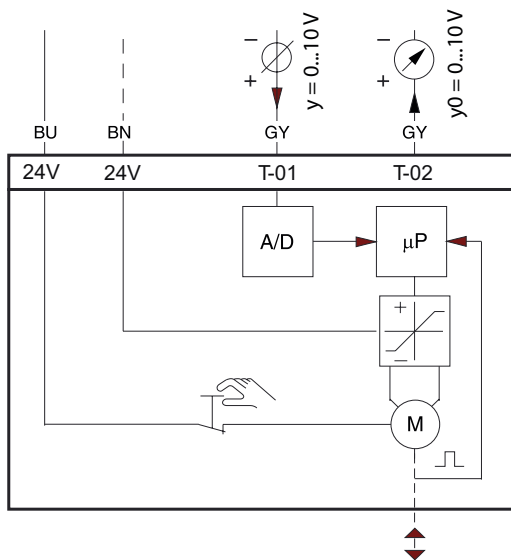 − −
+ y = 0...10 V + y0 = 0...10 V
BU BN GY GY
24V 24V T-01 T-02
A/D µP
+
−
M